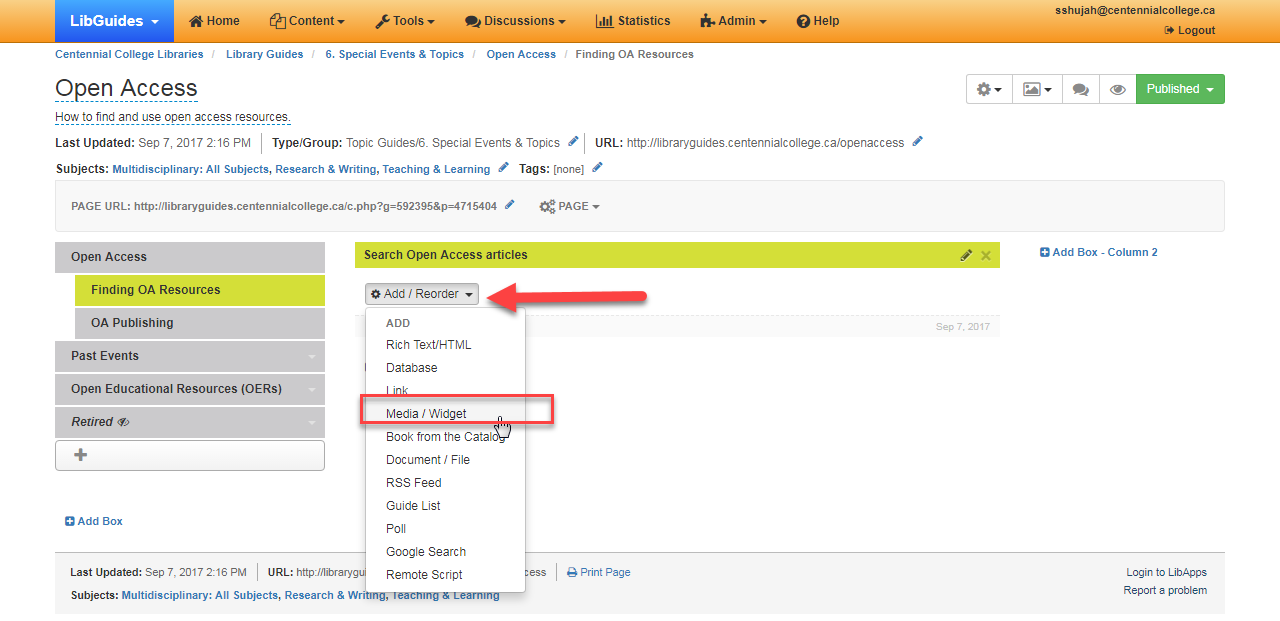 LibGuides Home Content Tools Discussions Statistics Admin Help sshujah@centennialcollege.ca
Logout
Centennial College Libraries / Library Guides / 6. Special Events & Topics / Open Access / Finding OA Resources
Open Access
Published
How to find and use open access resources.
Last Updated: Sep 7, 2017 2:16 PM Type/Group: Topic Guides/6. Special Events & Topics URL: http://libraryguides.centennialcollege.ca/openaccess
Subjects: Multidisciplinary: All Subjects, Research & Writing, Teaching & Learning Tags: [none]
PAGE URL: http://libraryguides.centennialcollege.ca/c.php?g=592395&p=4715404 PAGE
Open Access
Finding OA Resources
OA Publishing
Past Events
Open Educational Resources (OERs)
Retired
Add Box
Search Open Access articles
Add / Reorder
Sep 7, 2017
ADD
Rich Text/HTML
Database
Link
Media / Widget
Book from the Catalog
Document / File
RSS Feed
Guide List
Poll
Google Search
Remote Script
Add Box - Column 2
Last Updated: Sep 7, 2017 2:16 PM URL: http://librarygu cess Print Page
Subjects: Multidisciplinary: All Subjects, Research & Writing, Teaching & Learning
Login to LibApps
Report a problem